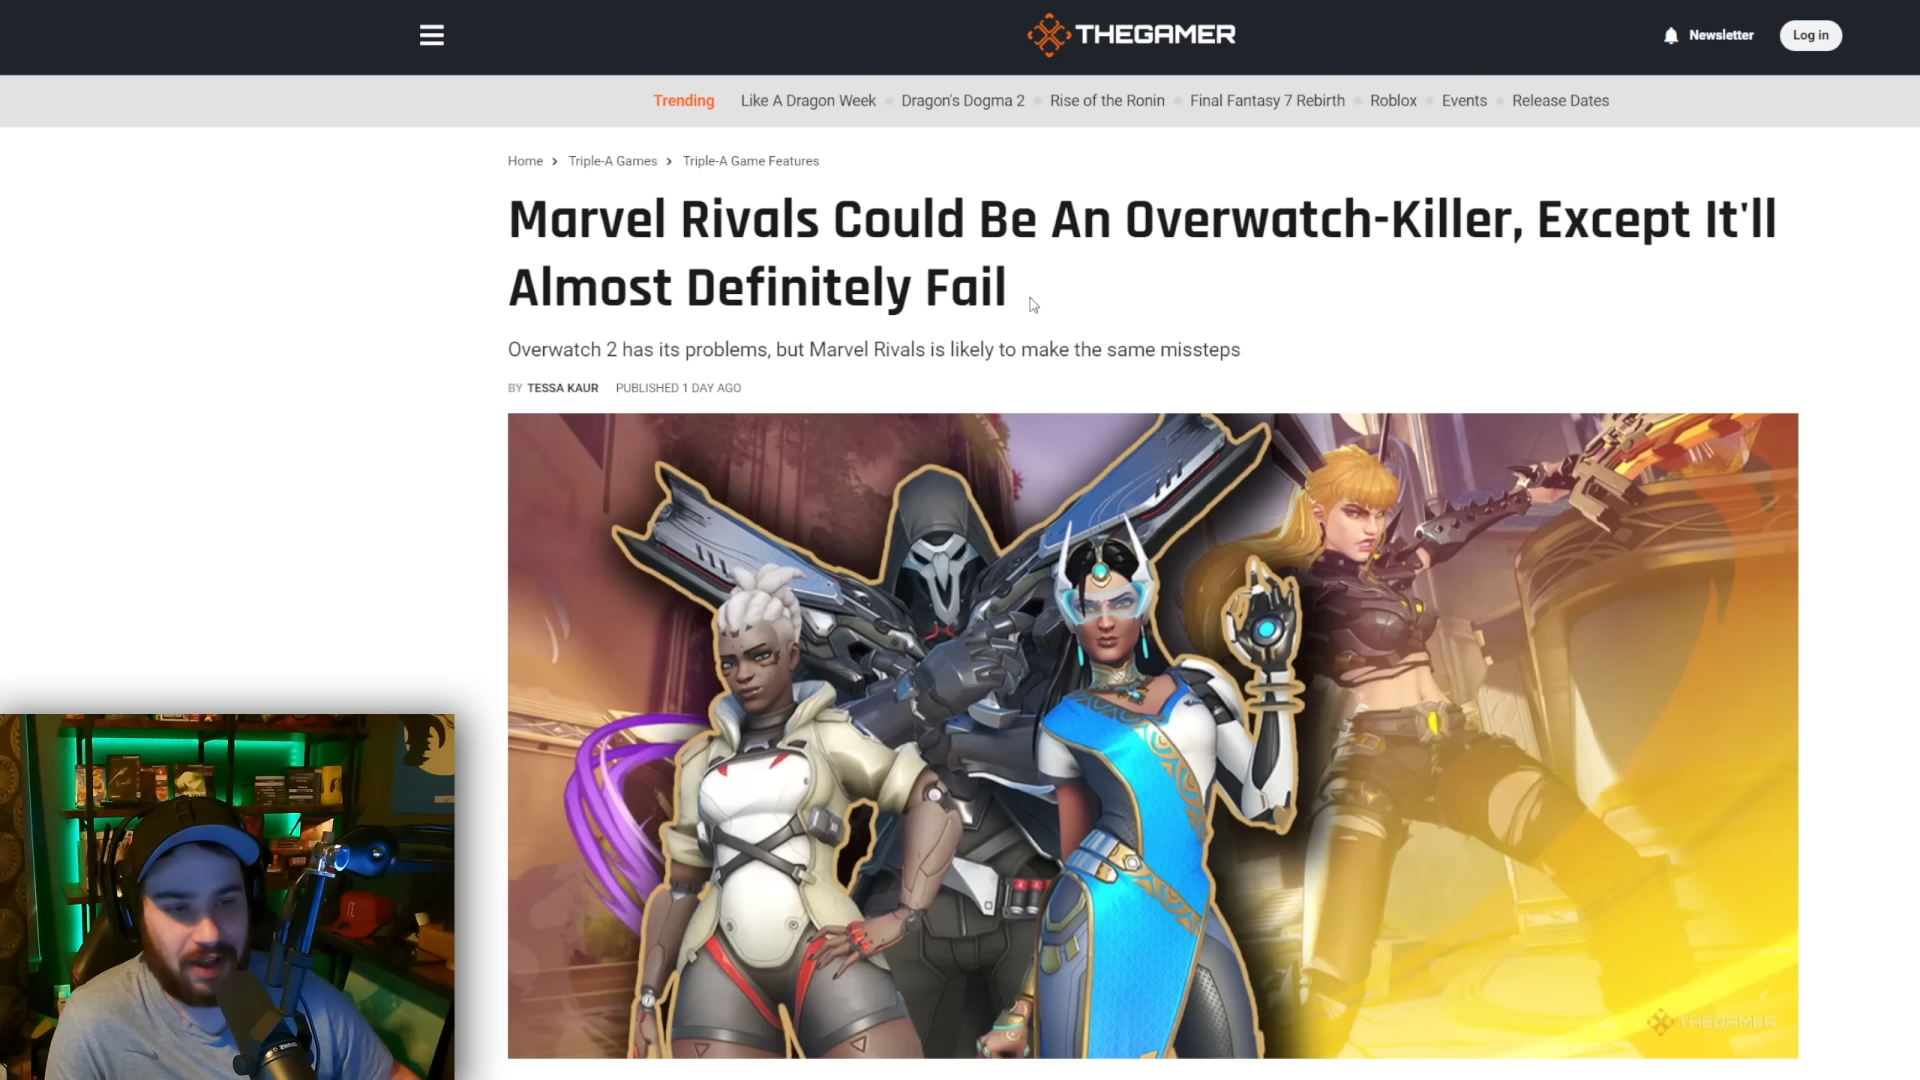 THEGAMER
Newsletter
Log in
Trending Like A Dragon Week Dragon's Dogma 2 Rise of the Ronin Final Fantasy 7 Rebirth Roblox Events Release Dates
Home > Triple-A Games > Triple-A Game Features
Marvel Rivals Could Be An Overwatch-Killer, Except It'll
Almost Definitely Fail
Overwatch 2 has its problems, but Marvel Rivals is likely to make the same missteps
BY TESSA KAUR PUBLISHED 1 DAY AGO
THEGAMER